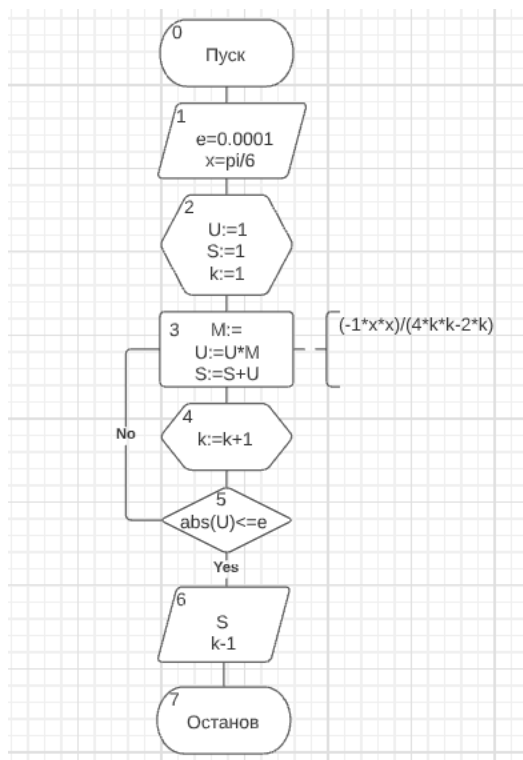 0
Пуск
1
e=0.0001
x=pi/6
2
U:=1
S:=1
k:=1
3 M:=
U:=U*M
S:=S+U
(-1*x*x)/(4*k*k-2*k)
4
k:=k+1
No
5
abs(U)<=e
Yes
6
S
k-1
7
Останов